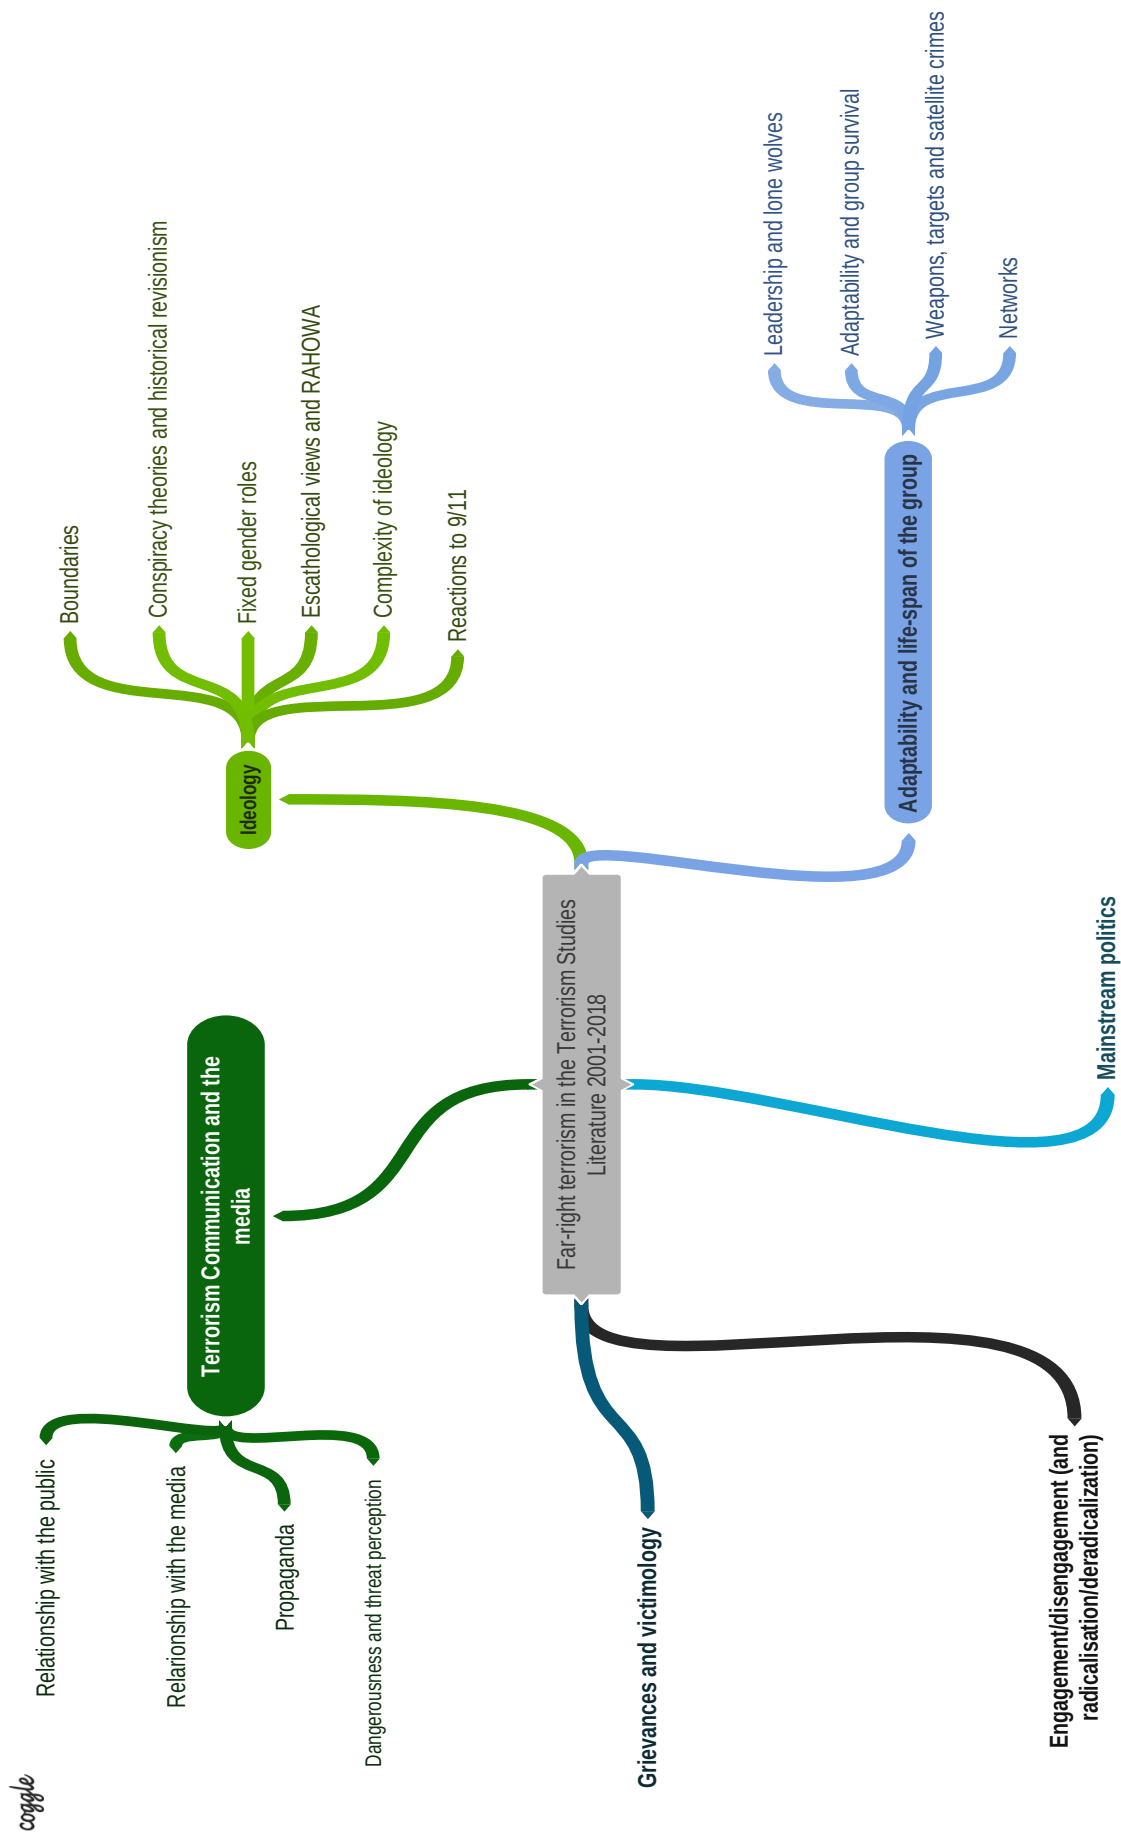 coggle
Relationship with the public
Relarionship with the media
Propaganda
Dangerousness and threat perception
Terrorism Communication and the
media
Grievances and victimology
Engagement/disengagement (and
radicalisation/deradicalization)
Far-right terrorism in the Terrorism Studies
Literature 2001-2018
Mainstream politics
Ideology
Boundaries
Conspiracy theories and historical revisionism
Fixed gender roles
Escathological views and RAHOWA
Complexity of ideology
Reactions to 9/11
Adaptability and life-span of the group
Leadership and lone wolves
Adaptability and group survival
Weapons, targets and satellite crimes
Networks